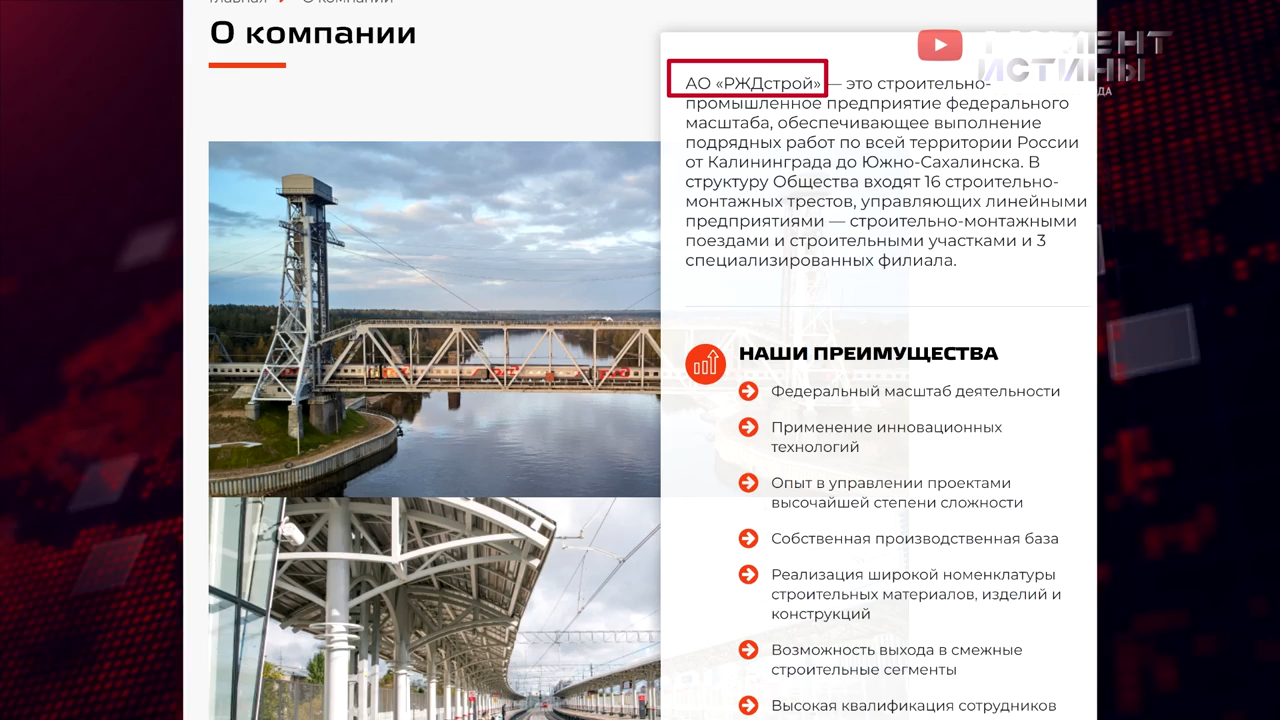 О компании
МОМЕНТ
ИСТИНЫ
АО «РЖДстрой» — это строительно-
промышленное предприятие федерального
масштаба, обеспечивающее выполнение
подрядных работ по всей территории России
от Калининграда до Южно-Сахалинска. В
структуру Общества входят 16 строительно-
монтажных трестов, управляющих линейными
предприятиями — строительно-монтажными
поездами и строительными участками и 3
специализированных филиала.
НАШИ ПРЕИМУЩЕСТВА
Федеральный масштаб деятельности
Применение инновационных
технологий
Опыт в управлении проектами
высочайшей степени сложности
Собственная производственная база
Реализация широкой номенклатуры
строительных материалов, изделий и
конструкций
Возможность выхода в смежные
строительные сегменты
Высокая квалификация сотрудников